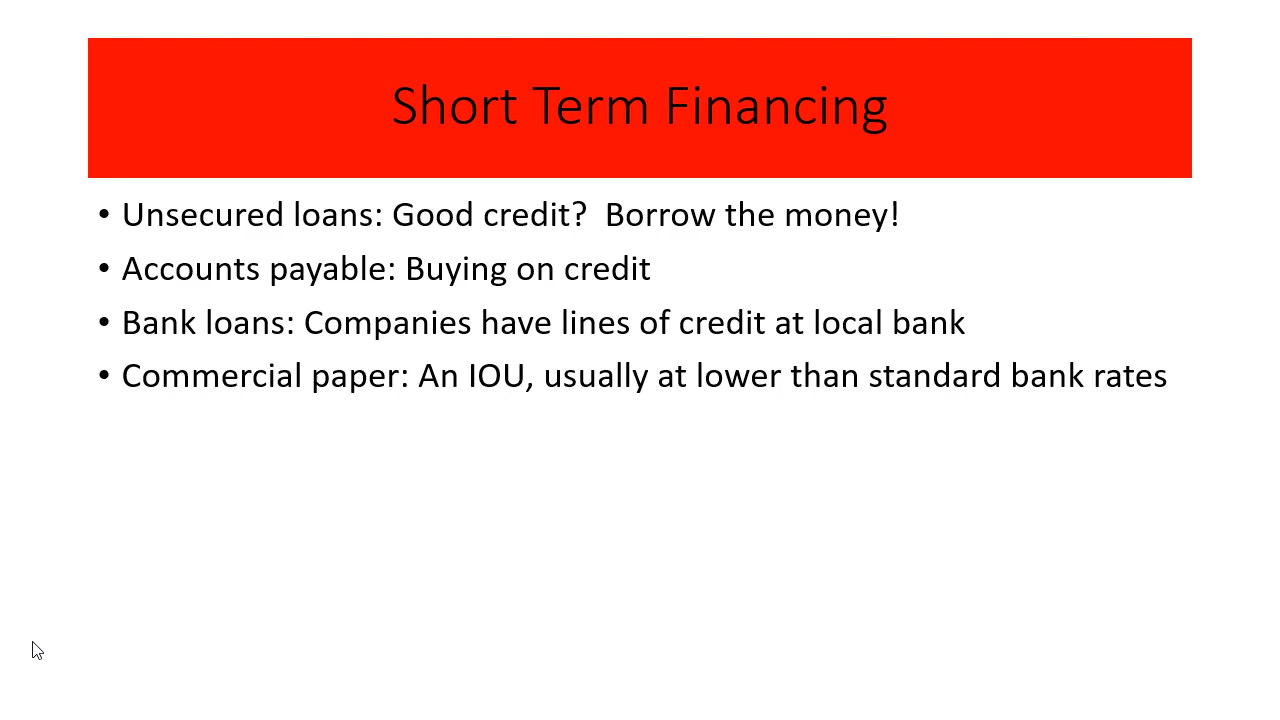 Short Term Financing
• Unsecured loans: Good credit?  Borrow the money!
• Accounts payable: Buying on credit
• Bank loans: Companies have lines of credit at local bank
• Commercial paper: An IOU, usually at lower than standard bank rates